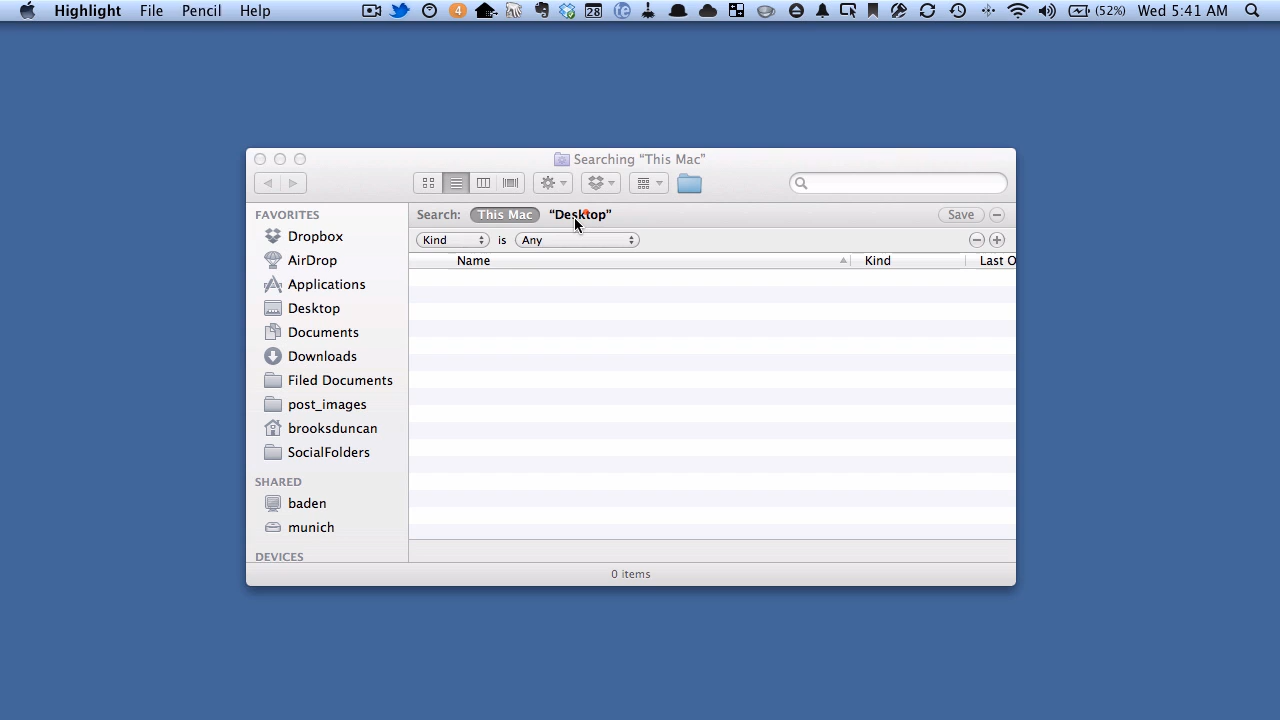 Highlight File Pencil Help 4 28 (52%) Wed 5:41 AM
Searching "This Mac"
FAVORITES
Dropbox
AirDrop
Applications
Desktop
Documents
Downloads
Filed Documents
post_images
brooksduncan
SocialFolders
SHARED
baden
munich
DEVICES
Search: This Mac "Desktop" Save
Kind is Any
Name Kind Last O
0 items